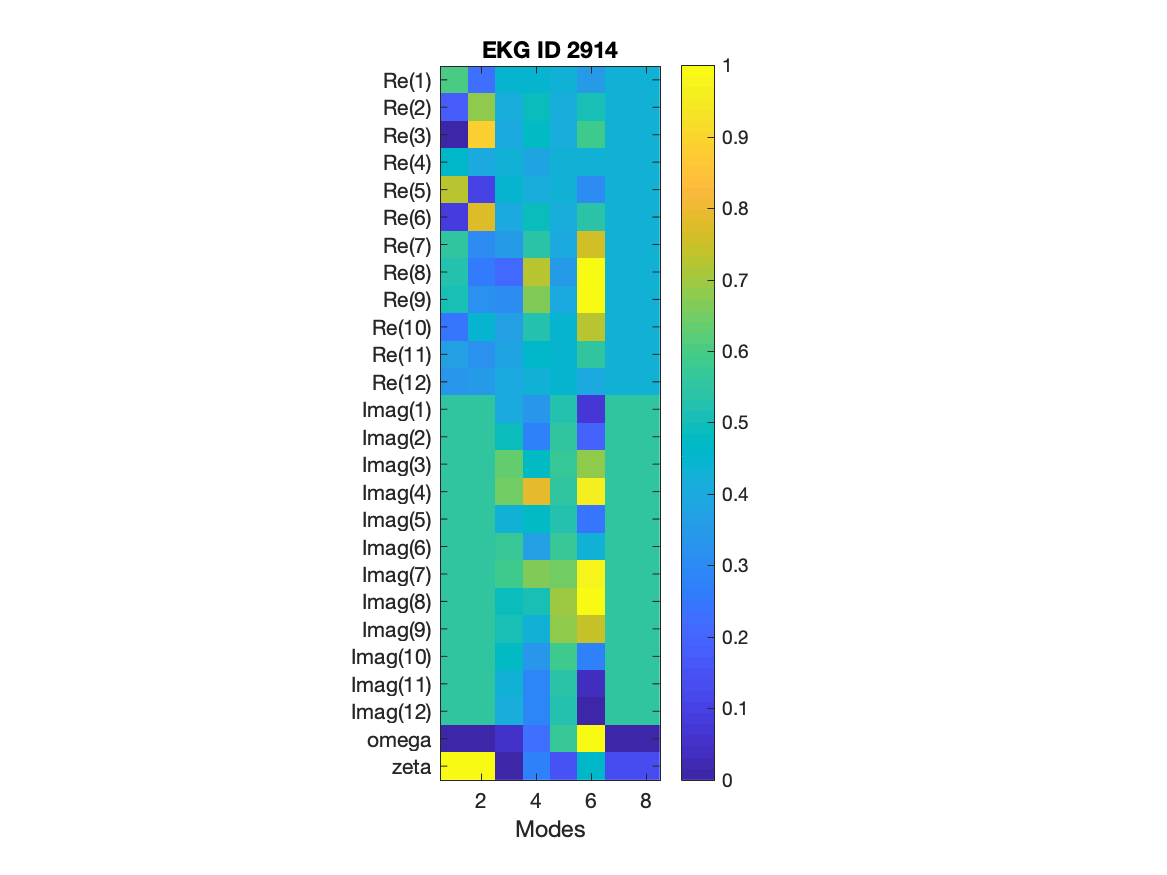 EKG ID 2914
Re(1)
Re(2)
Re(3)
Re(4)
Re(5)
Re(6)
Re(7)
Re(8)
Re(9)
Re(10)
Re(11)
Re(12)
Imag(1)
Imag(2)
Imag(3)
Imag(4)
Imag(5)
Imag(6)
Imag(7)
Imag(8)
Imag(9)
Imag(10)
Imag(11)
Imag(12)
omega
zeta
2 4 6 8
Modes
1
0.9
0.8
0.7
0.6
0.5
0.4
0.3
0.2
0.1
0